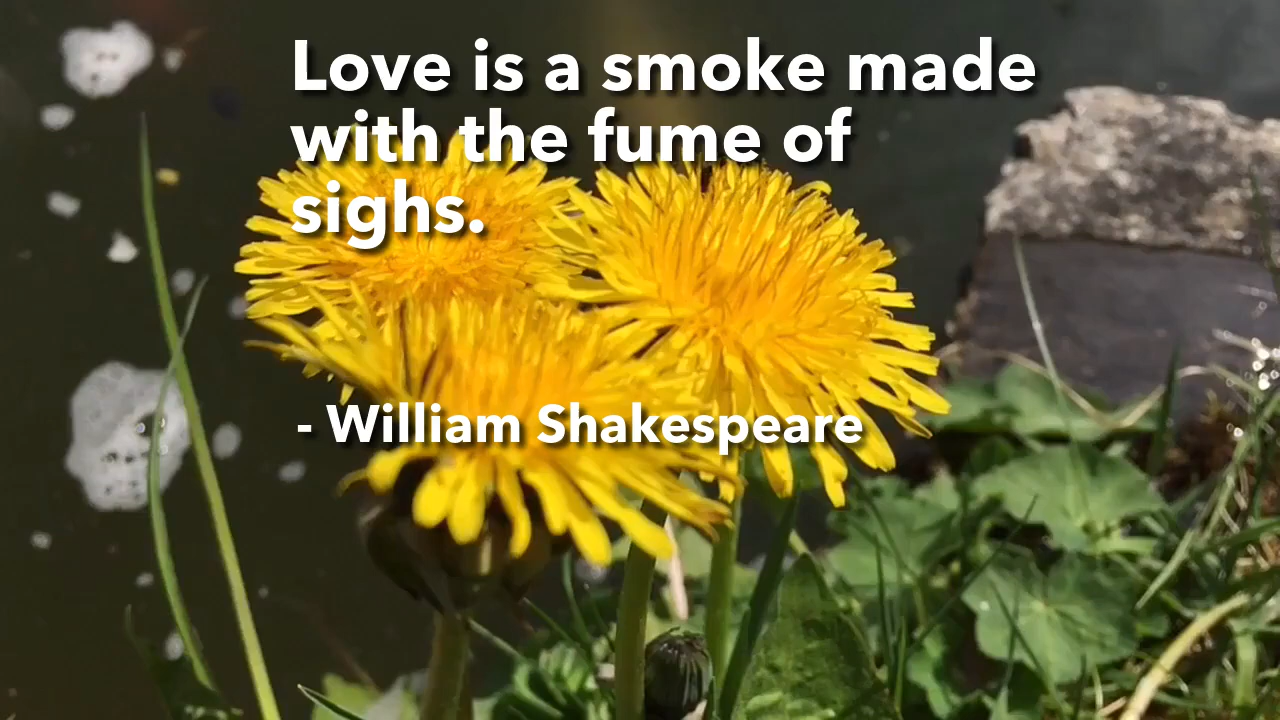 Love is a smoke made
with the fume of
sighs.
- William Shakespeare